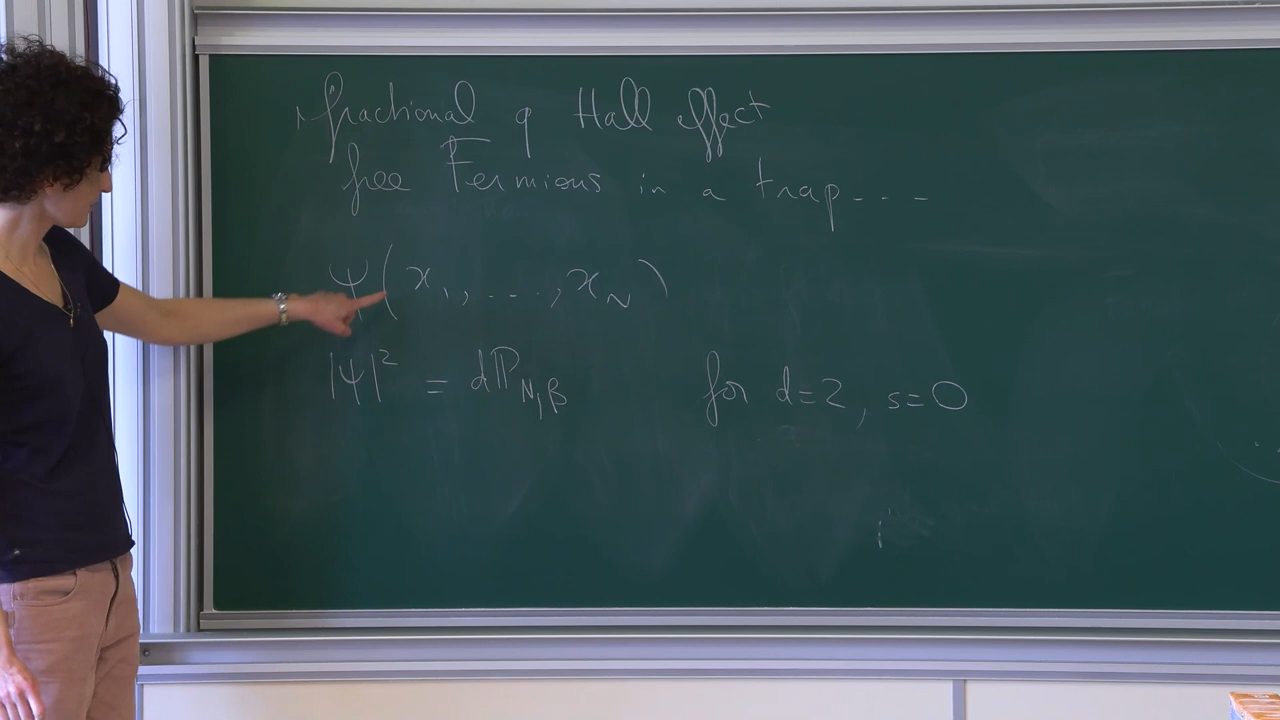 fractional q Hall effect
free Fermions in a trap---
Ψ(x₁, ..., x_N)
|Ψ|² = dℙ_{N,β} for d=2, s=0